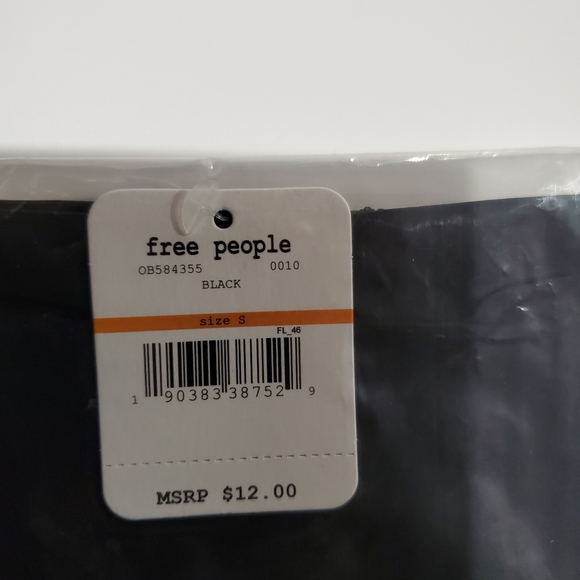 free people
OB584355 0010
BLACK
size S
FL_46
1 90383 38752 9
MSRP $12.00